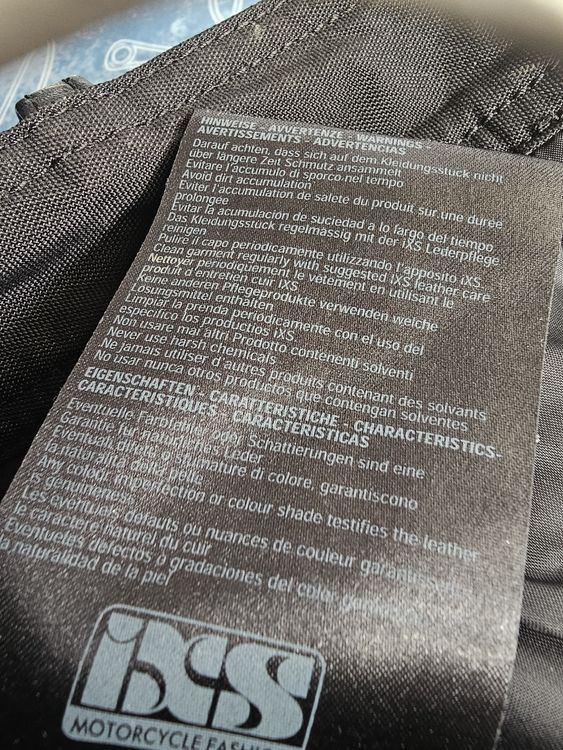 HINWEISE - AVVERTENZE - WARNINGS -
AVERTISSEMENTS - ADVERTENCIAS
Darauf achten, dass sich auf dem Kleidungsstück nicht
über längere Zeit Schmutz ansammelt
Evitare l'accumulo di sporco nel tempo
Avoid dirt accumulation
Eviter l'accumulation de saleté du produit sur une durée
prolongée
Evitar la acumulación de suciedad a lo largo del tiempo
Das Kleidungsstück regelmässig mit der iXS Lederpflege
reinigen
Pulire il capo periodicamente utilizzando l'apposito iXS
Clean garment regularly with suggested iXS leather care
Nettoyer périodiquement le vêtement en utilisant le
produit d'entretien cuir iXS
Keine anderen Pflegeprodukte verwenden welche
Lösungsmittel enthalten
Limpiar la prenda periodicamente con el uso del
específico los productos iXS
Non usare mai altri Prodotto contenenti solventi
Never use harsh chemicals
Ne jamais utiliser d'autres produits contenant des solvants
No usar nunca otros productos que contengan solventes
EIGENSCHAFTEN - CARATTERISTICHE - CHARACTERISTICS-
CARACTÉRISTIQUES - CARACTERISTICAS
Eventuelle Farbfehler oder Schattierungen sind eine
Garantie für natürliches Leder
Eventuali difetti o sfumature di colore, garantiscono
la naturalità della pelle
Any colour imperfection or colour shade testifies the leather
is genuineness
Les éventuels défauts ou nuances de couleur garantissent
le caractère naturel du cuir
Eventuales defectos o gradaciones del color
la naturalidad de la piel
iXS
MOTORCYCLE FASHI